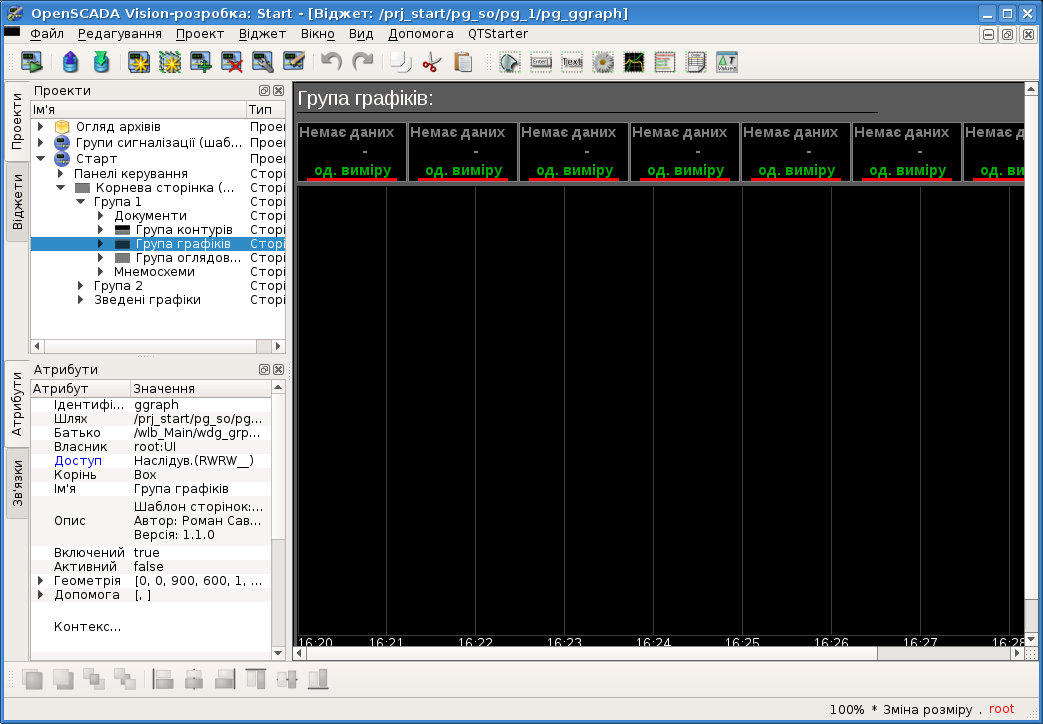 OpenSCADA Vision-розробка: Start - [Віджет: /prj_start/pg_so/pg_1/pg_ggraph]
Файл Редагування Проект Віджет Вікно Вид Допомога QTStarter
Проекти
Ім'я Тип
Огляд архівів Проек
Групи сигналізації (шаб... Проек
Старт Проек
Панелі керування Сторі
Корнева сторінка (... Сторі
Група 1 Сторі
Документи Сторі
Група контурів Сторі
Група графіків Сторі
Група оглядов... Сторі
Мнемосхеми Сторі
Група 2 Сторі
Зведені графіки Сторі
Проекти
Віджети
Атрибути
Атрибут Значення
Ідентифі... ggraph
Шлях /prj_start/pg_so/pg...
Батько /wlb_Main/wdg_grp...
Власник root:UI
Доступ Наслідув.(RWRW__)
Корінь Box
Ім'я Група графіків
Шаблон сторінок:...
Опис Автор: Роман Сав...
Версія: 1.1.0
Включений true
Активний false
Геометрія [0, 0, 900, 600, 1, ...
Допомога [, ]
Контекс...
Атрибути
Зв'язки
Група графіків:
Немає даних Немає даних Немає даних Немає даних Немає даних Немає даних Немає д
- - - - - -
од. виміру од. виміру од. виміру од. виміру од. виміру од. виміру од. ви
16:20 16:21 16:22 16:23 16:24 16:25 16:26 16:27 16:28
100% * Зміна розміру . root